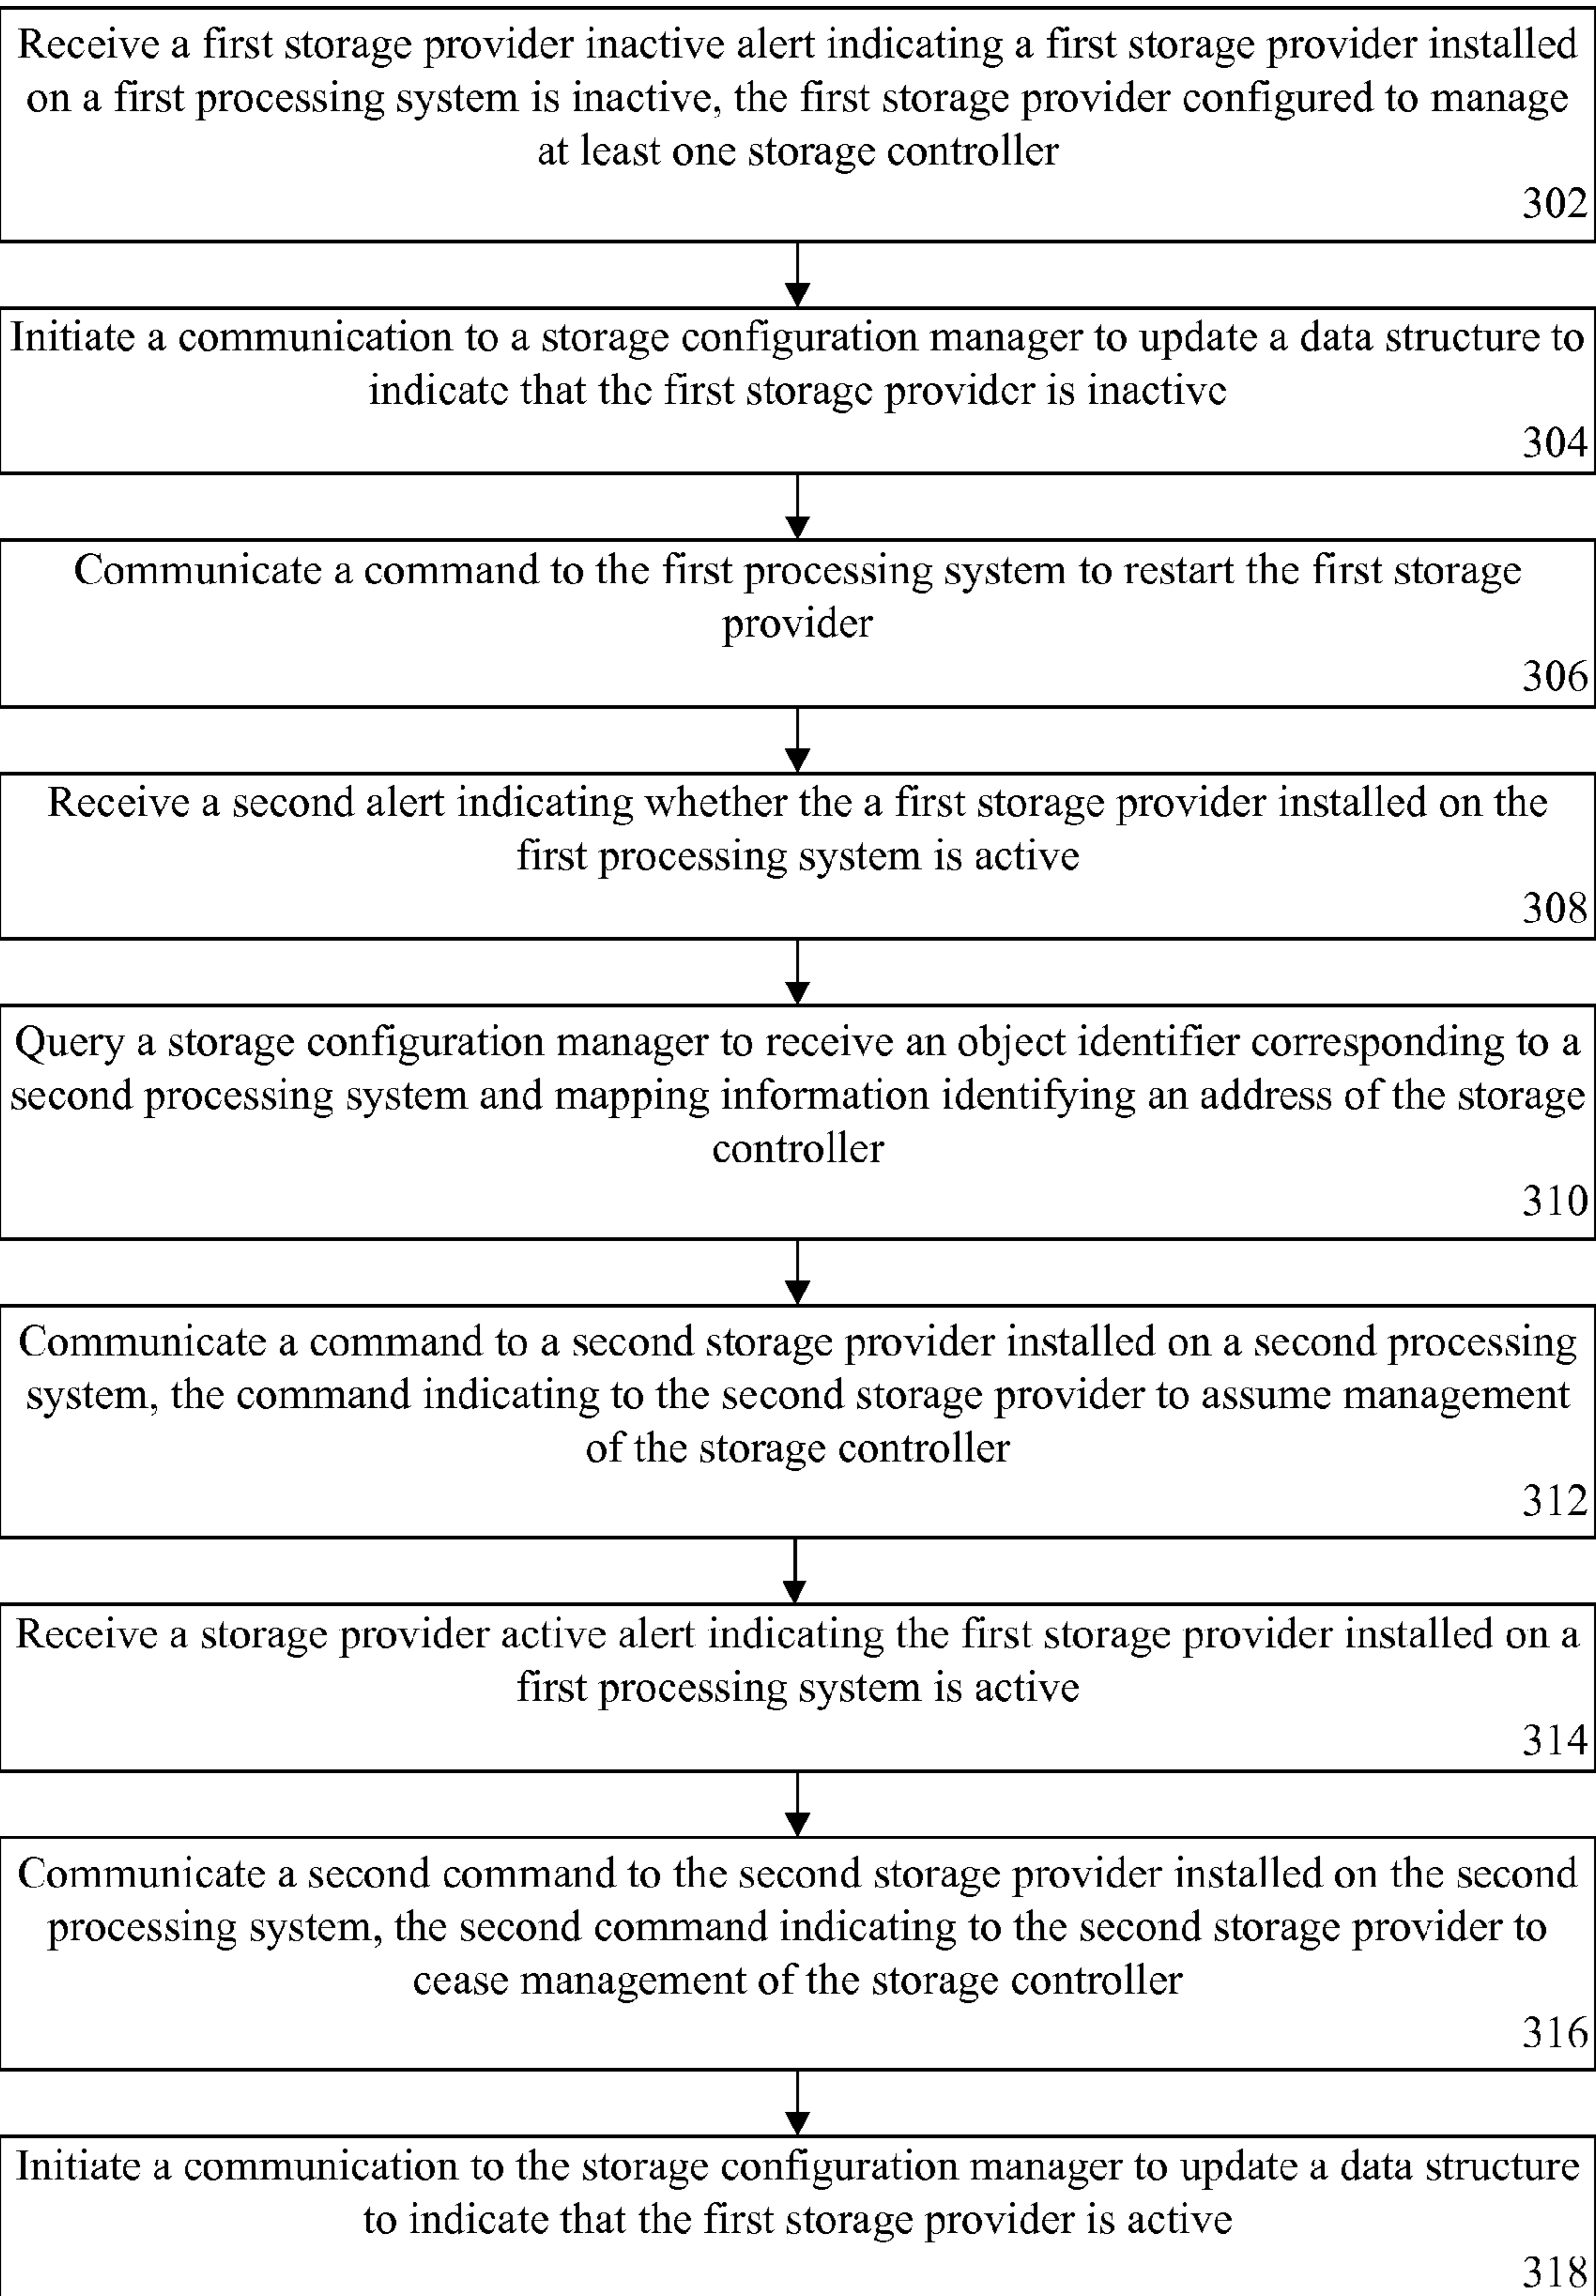 Receive a first storage provider inactive alert indicating a first storage provider installed
on a first processing system is inactive, the first storage provider configured to manage
at least one storage controller
302
Initiate a communication to a storage configuration manager to update a data structure to
indicate that the first storage provider is inactive
304
Communicate a command to the first processing system to restart the first storage
provider
306
Receive a second alert indicating whether the a first storage provider installed on the
first processing system is active
308
Query a storage configuration manager to receive an object identifier corresponding to a
second processing system and mapping information identifying an address of the storage
controller
310
Communicate a command to a second storage provider installed on a second processing
system, the command indicating to the second storage provider to assume management
of the storage controller
312
Receive a storage provider active alert indicating the first storage provider installed on a
first processing system is active
314
Communicate a second command to the second storage provider installed on the second
processing system, the second command indicating to the second storage provider to
cease management of the storage controller
316
Initiate a communication to the storage configuration manager to update a data structure
to indicate that the first storage provider is active
318